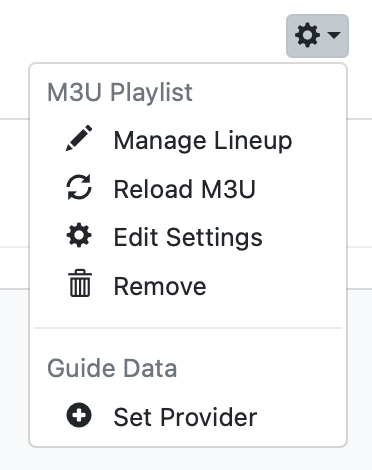 M3U Playlist
Manage Lineup
Reload M3U
Edit Settings
Remove
Guide Data
Set Provider